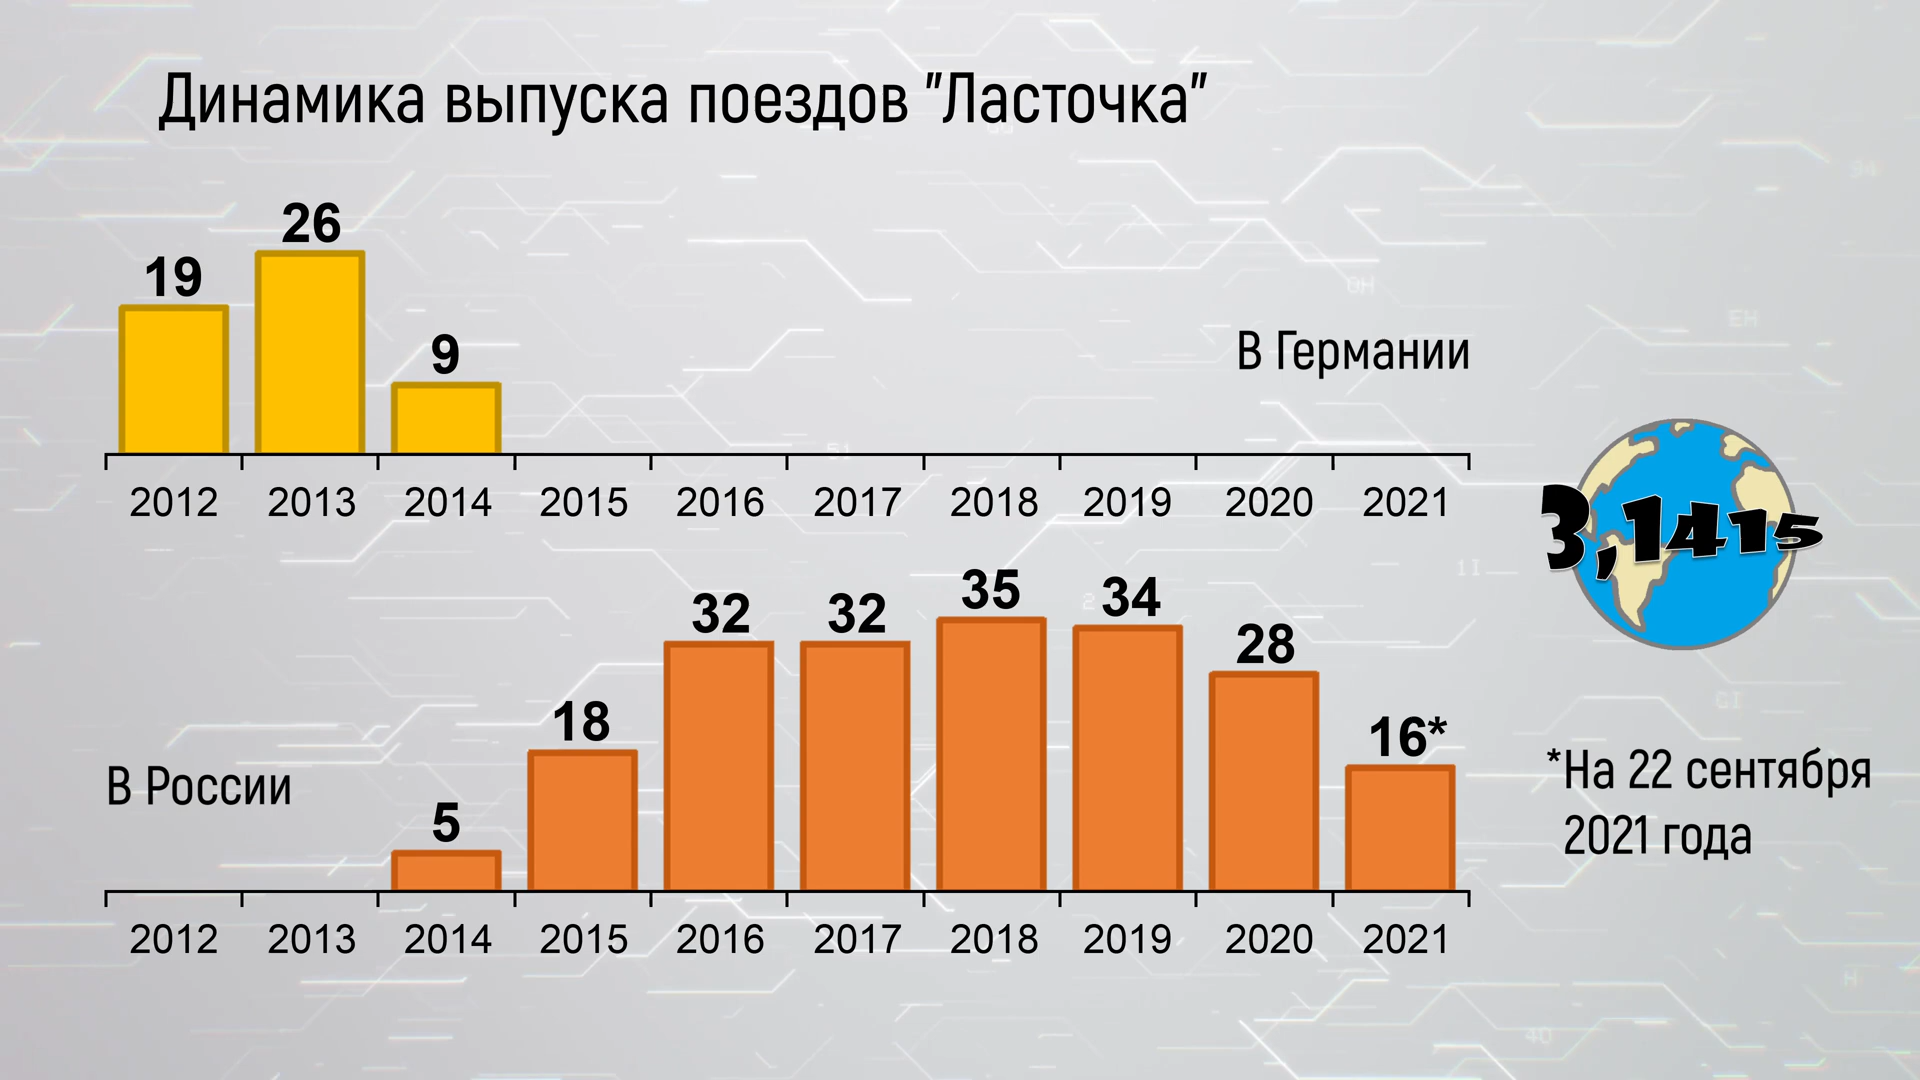 Динамика выпуска поездов "Ласточка"
26
19
9
В Германии
2012 2013 2014 2015 2016 2017 2018 2019 2020 2021
3,1415
35
34
32 32
28
18
16*
5
В России
*На 22 сентября
2021 года
2012 2013 2014 2015 2016 2017 2018 2019 2020 2021